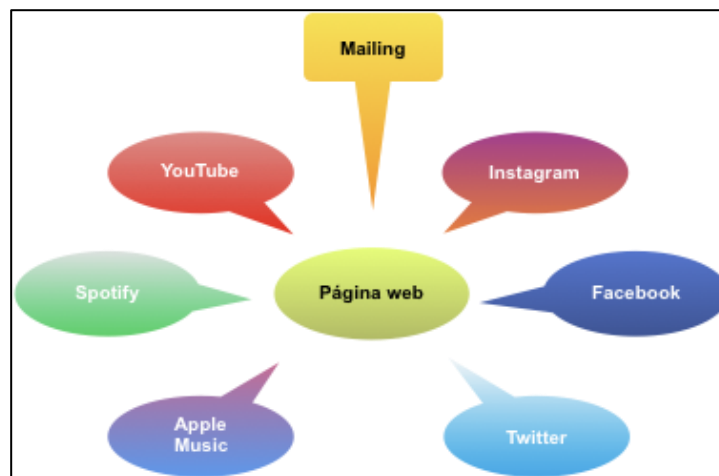 Mailing
YouTube
Instagram
Spotify
Página web
Facebook
Apple
Music
Twitter